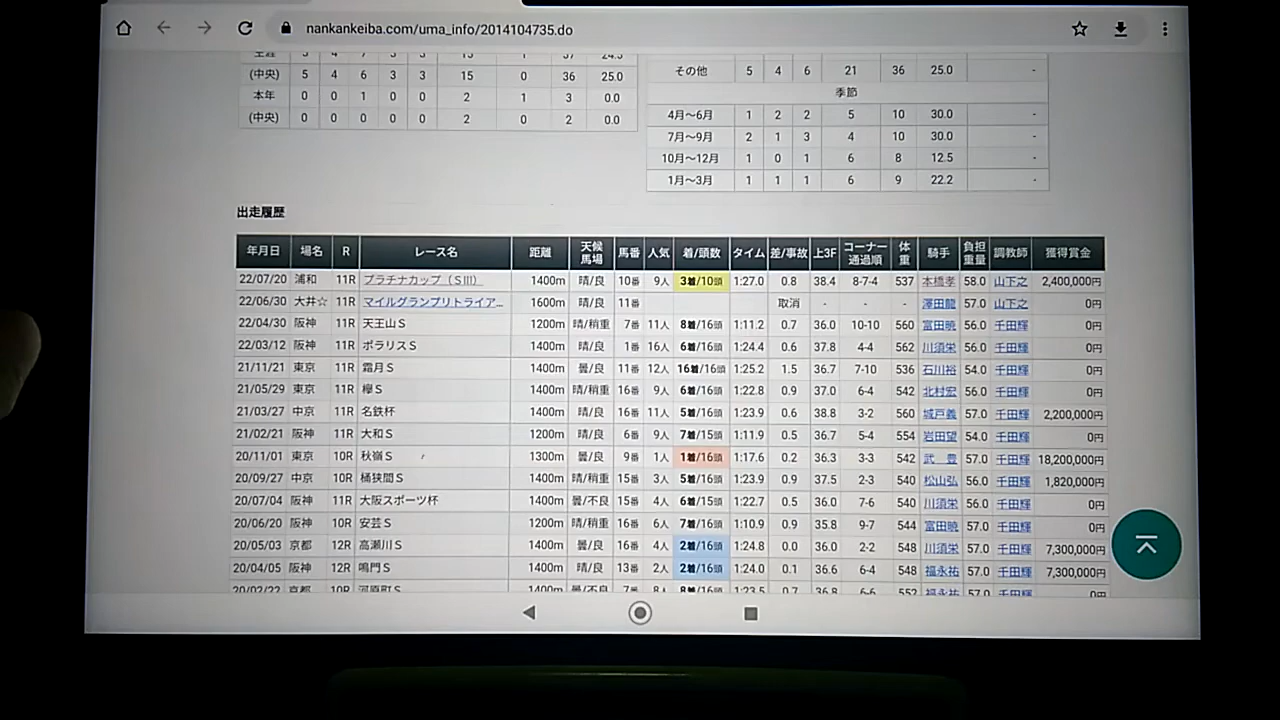 nankankeiba.com/uma_info/2014104735.do
(中央) 5 4 6 3 3 15 0 36 25.0
本年 0 0 1 0 0 2 1 3 0.0
(中央) 0 0 0 0 0 2 0 2 0.0
その他 5 4 6 21 36 25.0 -
季節
4月～6月 1 2 2 5 10 30.0 -
7月～9月 2 1 3 4 10 30.0 -
10月～12月 1 0 1 6 8 12.5 -
1月～3月 1 1 1 6 9 22.2 -
出走履歴
年月日 場名 R レース名 距離 天候馬場 馬番 人気 着/頭数 タイム 差/事故 上3F コーナー通過順 体重 騎手 負担重量 調教師 獲得賞金
22/07/20 浦和 11R プラチナカップ（SⅢ） 1400m 晴/良 10番 9人 3着/10頭 1:27.0 0.8 38.4 8-7-4 537 本橋孝 58.0 山下之 2,400,000円
22/06/30 大井☆ 11R マイルグランプリトライア... 1600m 晴/良 11番 取消 - - - 澤田龍 57.0 山下之 0円
22/04/30 阪神 11R 天王山Ｓ 1200m 晴/稍重 7番 11人 8着/16頭 1:11.2 0.7 36.0 10-10 560 富田暁 56.0 千田輝 0円
22/03/12 阪神 11R ポラリスＳ 1400m 晴/良 1番 16人 6着/16頭 1:24.4 0.6 37.8 4-4 562 川須栄 56.0 千田輝 0円
21/11/21 東京 11R 霜月Ｓ 1400m 曇/良 11番 12人 16着/16頭 1:25.2 1.5 36.7 7-10 536 石川裕 54.0 千田輝 0円
21/05/29 東京 11R 欅Ｓ 1400m 晴/稍重 16番 9人 6着/16頭 1:22.8 0.9 37.0 6-4 542 北村宏 56.0 千田輝 0円
21/03/27 中京 11R 名鉄杯 1400m 晴/良 16番 11人 5着/16頭 1:23.9 0.6 38.8 3-2 560 城戸義 57.0 千田輝 2,200,000円
21/02/21 阪神 11R 大和Ｓ 1200m 晴/良 6番 9人 7着/15頭 1:11.9 0.5 36.7 5-4 554 岩田望 54.0 千田輝 0円
20/11/01 東京 10R 秋嶺Ｓ 1300m 曇/良 9番 1人 1着/16頭 1:17.6 0.2 36.3 3-3 542 武　豊 57.0 千田輝 18,200,000円
20/09/27 中京 10R 桶狭間Ｓ 1400m 晴/稍重 15番 3人 5着/16頭 1:23.9 0.9 37.5 2-3 540 松山弘 56.0 千田輝 1,820,000円
20/07/04 阪神 11R 大阪スポーツ杯 1400m 曇/不良 15番 4人 6着/15頭 1:22.7 0.5 36.0 7-6 540 川須栄 56.0 千田輝 0円
20/06/20 阪神 10R 安芸Ｓ 1200m 晴/稍重 16番 6人 7着/16頭 1:10.9 0.9 35.8 9-7 544 富田暁 57.0 千田輝 0円
20/05/03 京都 12R 高瀬川Ｓ 1400m 曇/良 16番 4人 2着/16頭 1:24.8 0.0 36.0 2-2 548 川須栄 57.0 千田輝 7,300,000円
20/04/05 阪神 12R 鳴門Ｓ 1400m 晴/良 13番 2人 2着/16頭 1:24.0 0.1 36.6 6-4 548 福永祐 57.0 千田輝 7,300,000円